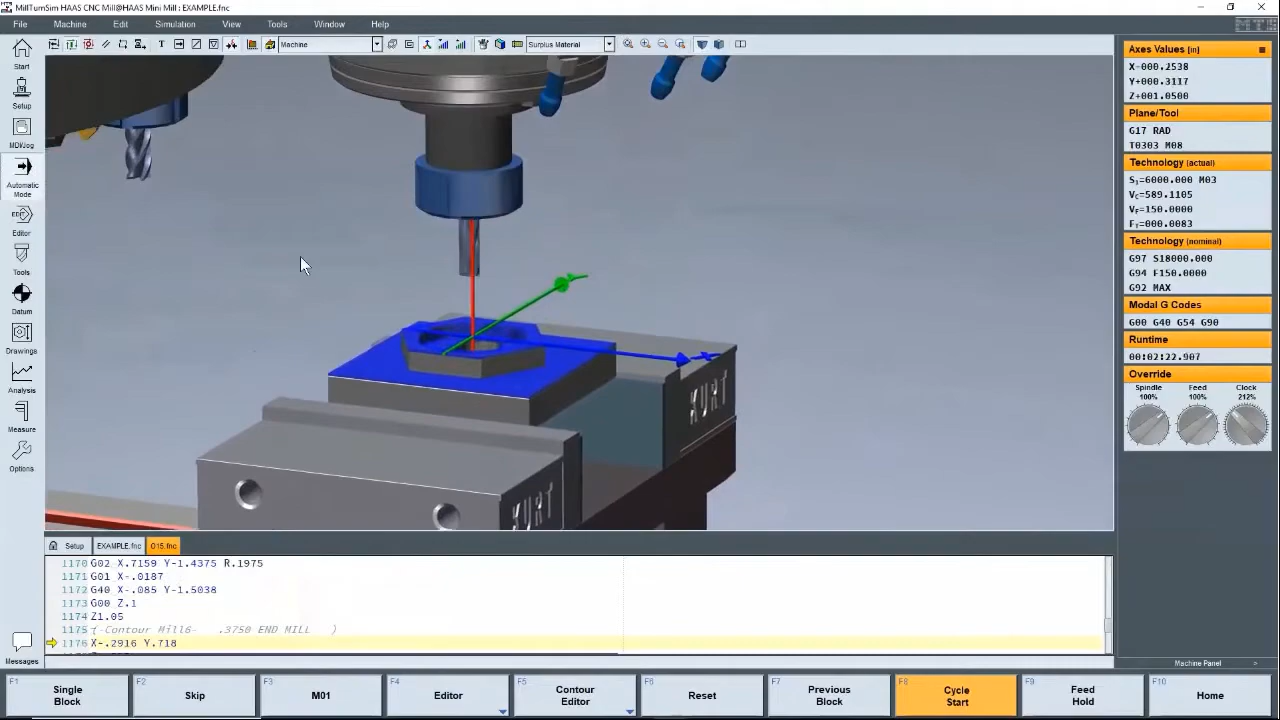 MillTurnSim HAAS CNC Mill@HAAS Mini Mill : EXAMPLE.fnc
File Machine Edit Simulation View Tools Window Help
Machine Surplus Material
MTS
Start
Setup
MDI/Jog
Automatic Mode
Editor
Tools
Datum
Drawings
Analysis
Measure
Options
Messages
KURT
KURT
Axes Values [in]
X-000.2538
Y+000.3117
Z+001.0500
Plane/Tool
G17 RAD
T0303 M08
Technology (actual)
S₁=6000.000 M03
Vc=589.1105
VF=150.0000
FT=000.0083
Technology (nominal)
G97 S18000.000
G94 F150.0000
G92 MAX
Modal G Codes
G00 G40 G54 G90
Runtime
00:02:22.907
Override
Spindle Feed Clock
100% 100% 212%
Setup EXAMPLE.fnc O15.fnc
1170 G02 X.7159 Y-1.4375 R.1975
1171 G01 X-.0187
1172 G40 X-.085 Y-1.5038
1173 G00 Z.1
1174 Z1.05
1175 (-Contour Mill6- .3750 END MILL )
1176 X-.2916 Y.718
Machine Panel >
F1 Single Block
F2 Skip
F3 M01
F4 Editor
F5 Contour Editor
F6 Reset
F7 Previous Block
F8 Cycle Start
F9 Feed Hold
F10 Home